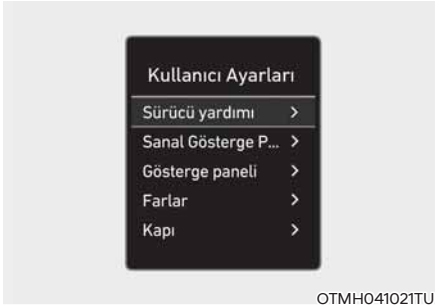 Kullanıcı Ayarları
Sürücü yardımı >
Sanal Gösterge P... >
Gösterge paneli >
Farlar >
Kapı >
OTMH041021TU